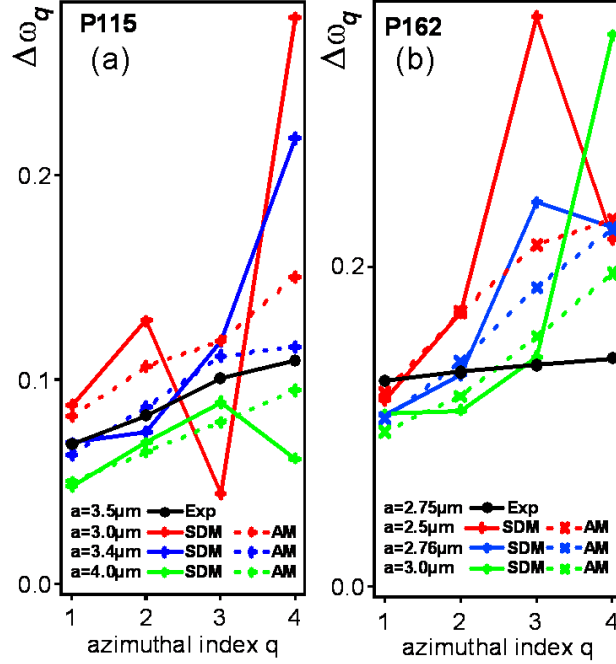 P115
(a)
Δω_q
0.2
0.1
0.0
a=3.5µm Exp
a=3.0µm SDM AM
a=3.4µm SDM AM
a=4.0µm SDM AM
1 2 3 4
azimuthal index q
P162
(b)
Δω_q
0.2
0.0
a=2.75µm Exp
a=2.5µm SDM AM
a=2.76µm SDM AM
a=3.0µm SDM AM
1 2 3 4
azimuthal index q